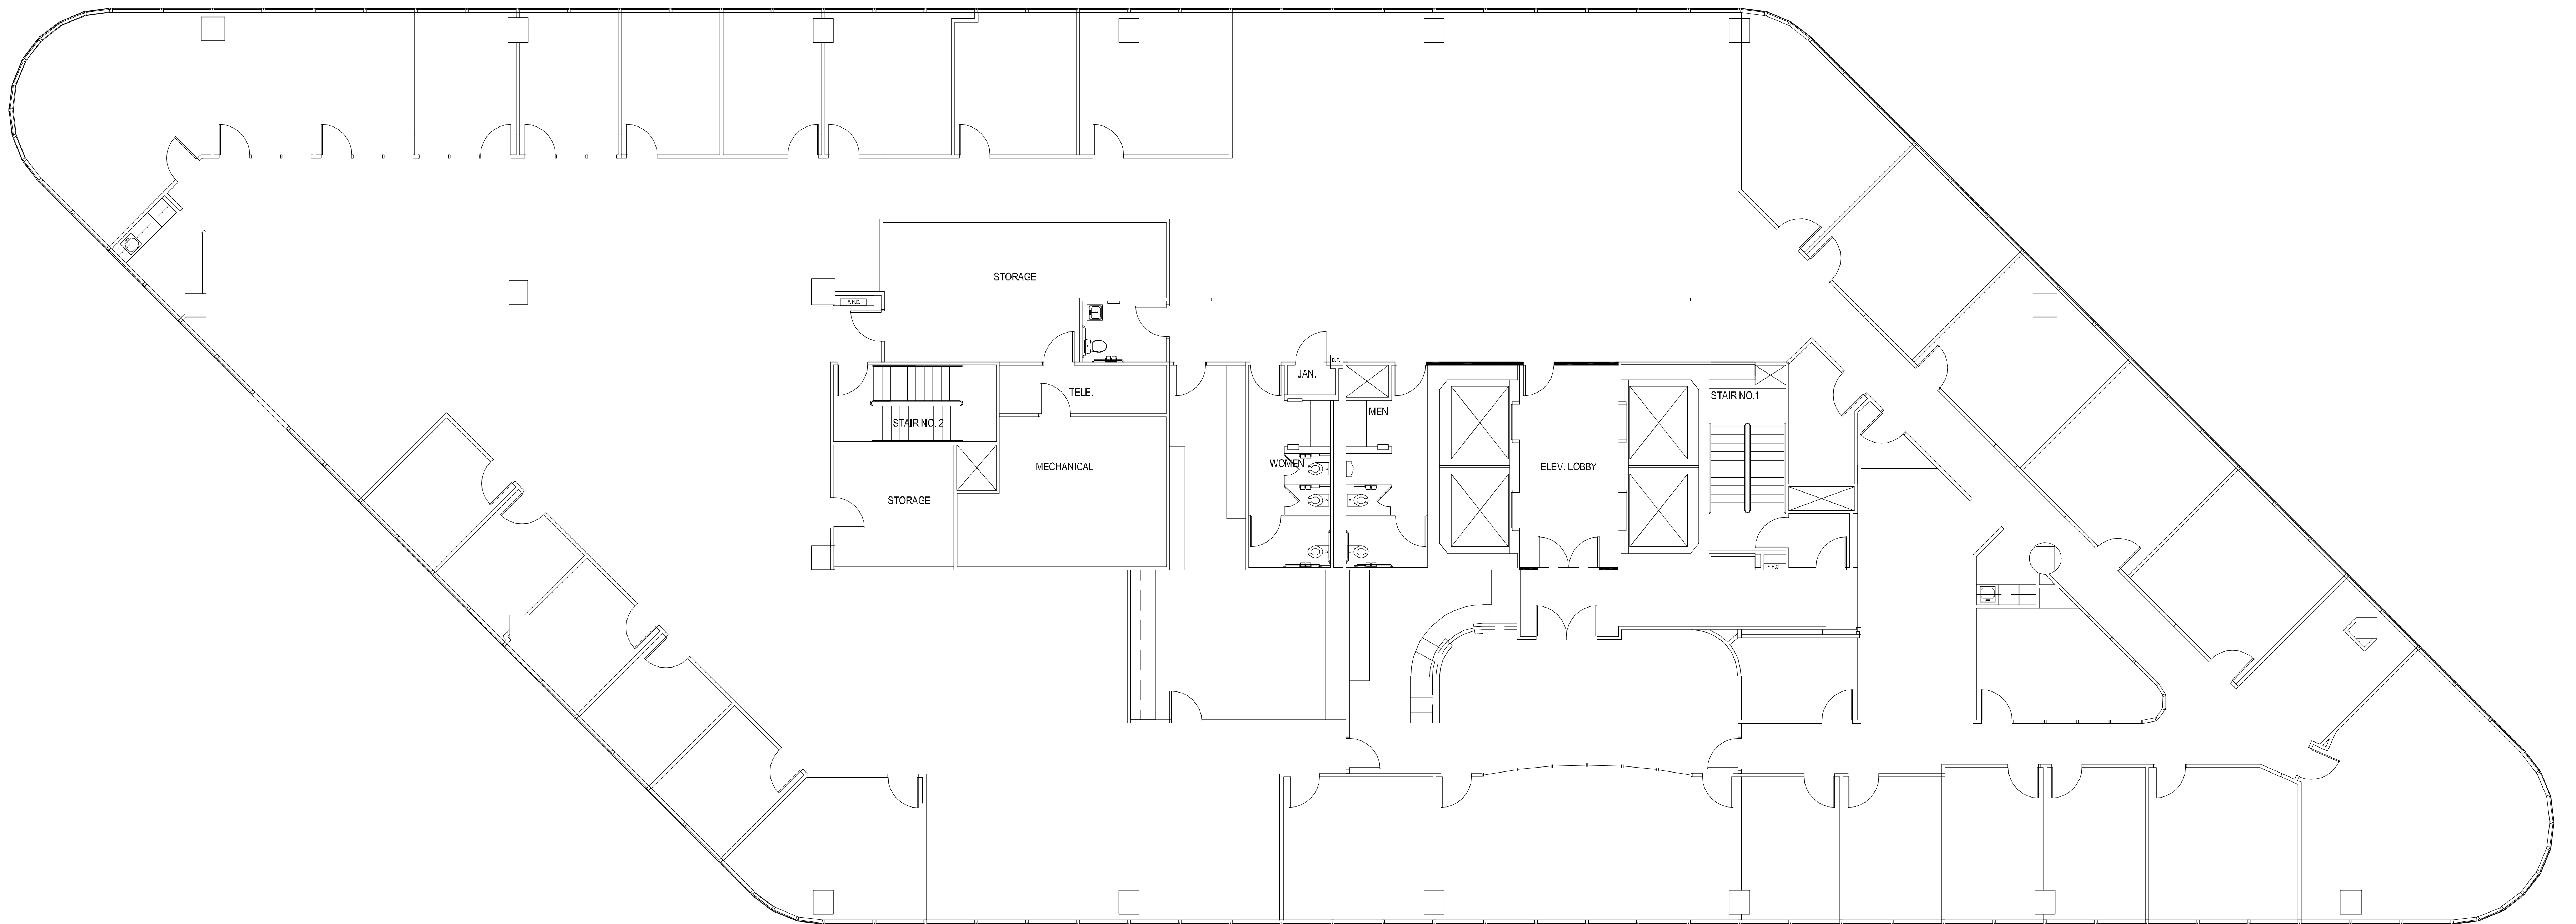 STORAGE
F.H.C.
D.F.
JAN.
TELE.
STAIR NO.1
MEN
STAIR NO. 2
WOMEN
MECHANICAL
ELEV. LOBBY
STORAGE
F.H.C.